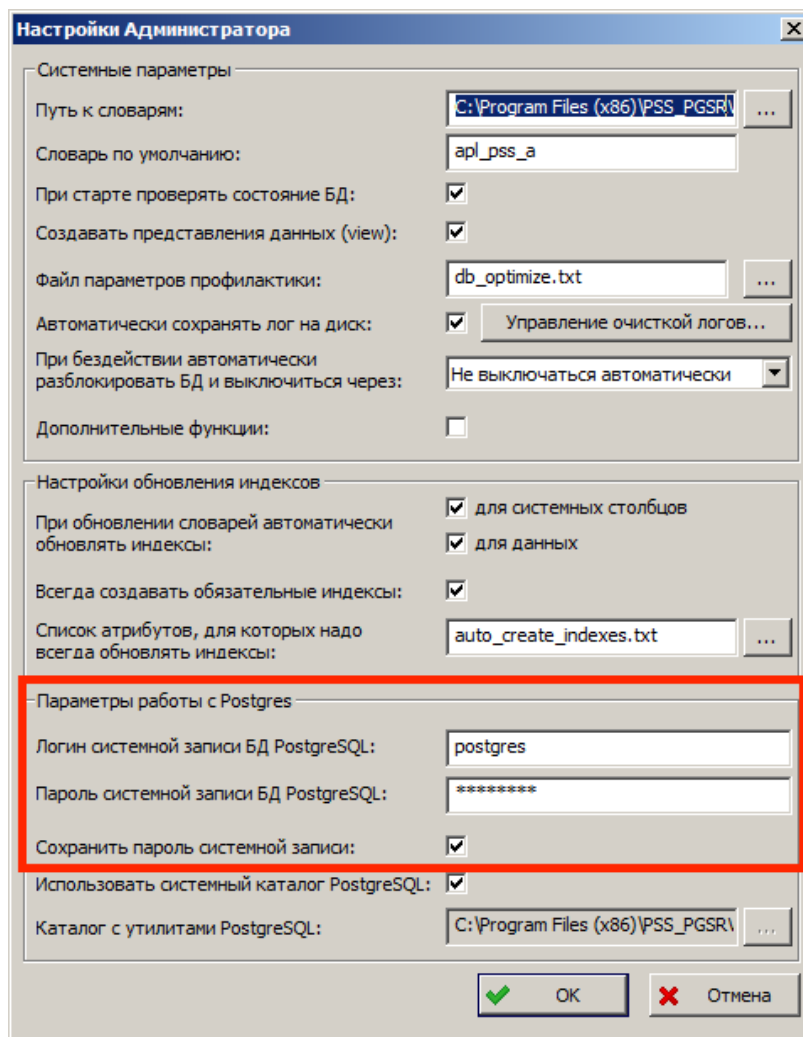 Настройки Администратора
Системные параметры
Путь к словарям: C:\Program Files (x86)\PSS_PGSR\ ...
Словарь по умолчанию: apl_pss_a
При старте проверять состояние БД:
Создавать представления данных (view):
Файл параметров профилактики: db_optimize.txt ...
Автоматически сохранять лог на диск: Управление очисткой логов...
При бездействии автоматически
разблокировать БД и выключиться через: Не выключаться автоматически
Дополнительные функции:
Настройки обновления индексов
При обновлении словарей автоматически
обновлять индексы:
для системных столбцов
для данных
Всегда создавать обязательные индексы:
Список атрибутов, для которых надо
всегда обновлять индексы: auto_create_indexes.txt ...
Параметры работы с Postgres
Логин системной записи БД PostgreSQL: postgres
Пароль системной записи БД PostgreSQL: ********
Сохранить пароль системной записи:
Использовать системный каталог PostgreSQL:
Каталог с утилитами PostgreSQL: C:\Program Files (x86)\PSS_PGSR\ ...
OK Отмена